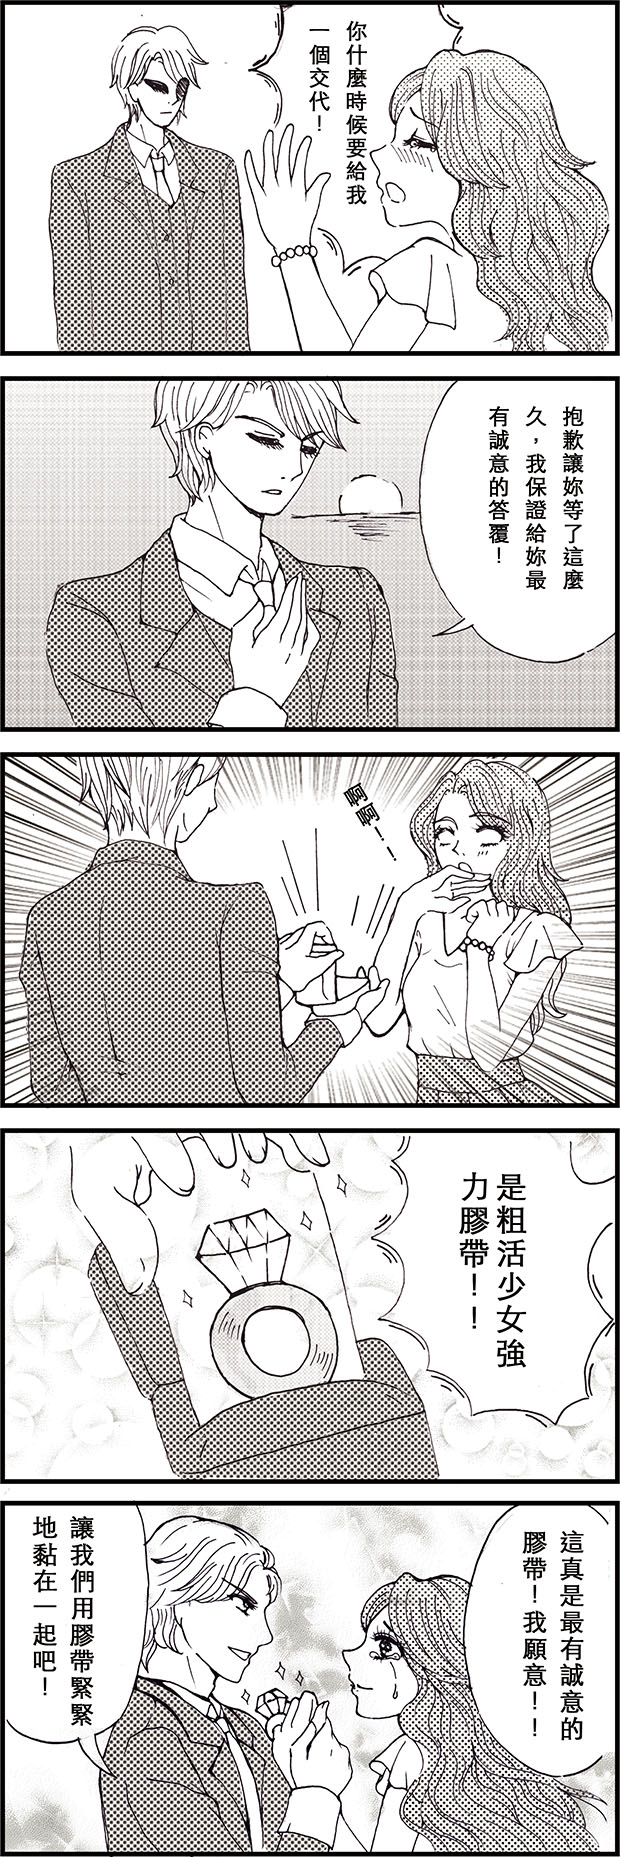 你什麼時候要給我
一個交代！
抱歉讓妳等了這麼
久，我保證給妳最
有誠意的答覆！
啊啊——
是粗活少女強
力膠帶！！
這真是最有誠意的
膠帶！我願意！！
讓我們用膠帶緊緊
地黏在一起吧！